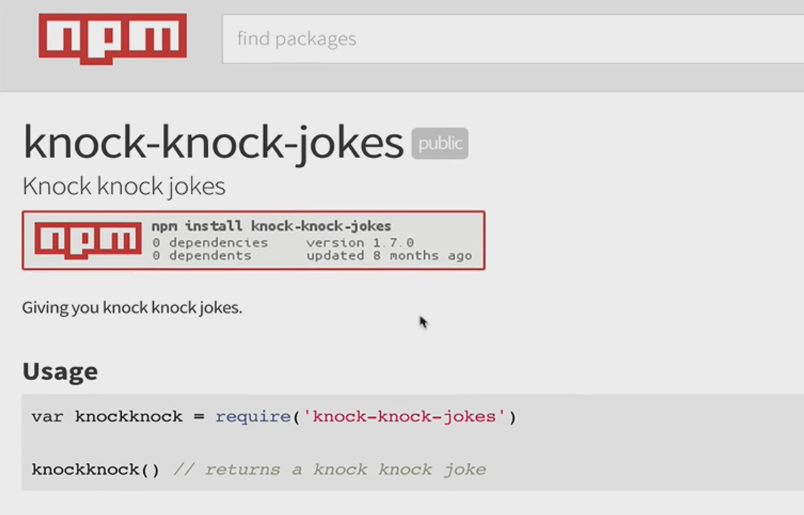 npm
find packages
knock-knock-jokes public
Knock knock jokes
npm
npm install knock-knock-jokes
0 dependencies version 1.7.0
0 dependents updated 8 months ago
Giving you knock knock jokes.
Usage
var knockknock = require('knock-knock-jokes')
knockknock() // returns a knock knock joke